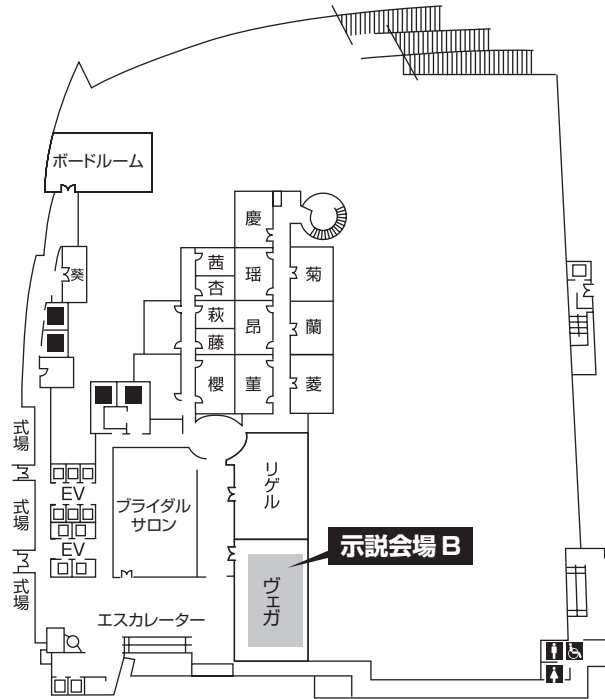 ボードルーム
慶
茜
瑶
菊
杏
葵
萩
昂
蘭
藤
櫻
菫
菱
式場
リゲル
EV
ブライダル
サロン
式場
示説会場 B
EV
ヴェガ
式場
エスカレーター